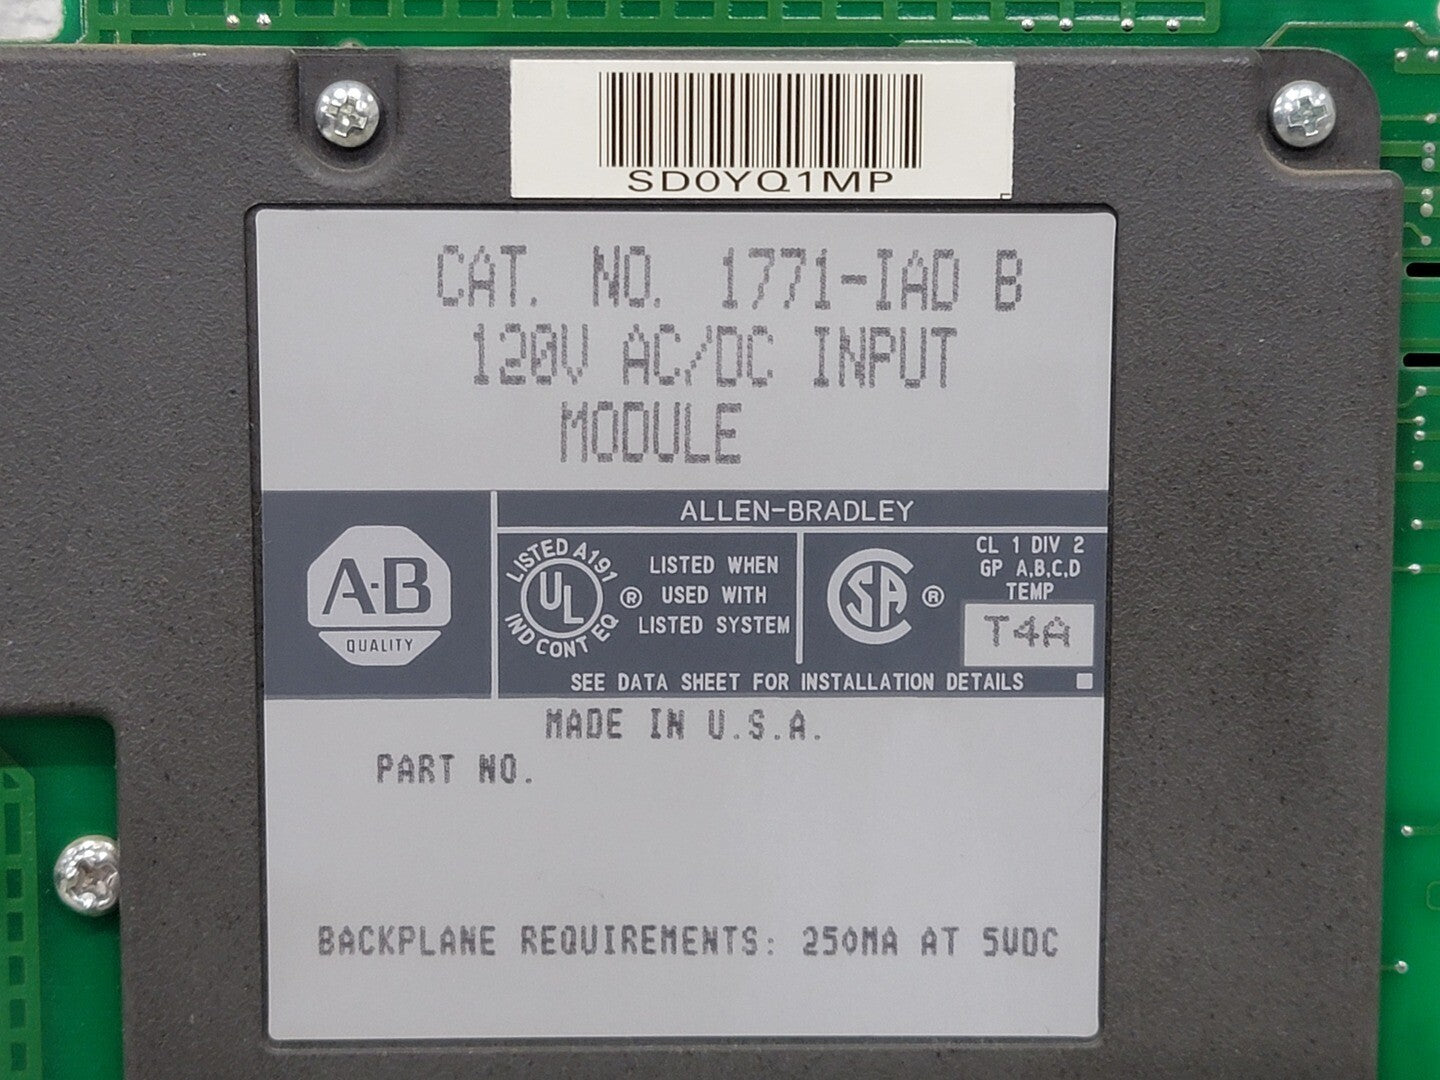 SD0YQ1MP
CAT. NO. 1771-IAD B
120V AC/DC INPUT
MODULE
ALLEN-BRADLEY
A-B
QUALITY
LISTED A191
UL
IND CONT EQ
®
LISTED WHEN
USED WITH
LISTED SYSTEM
SA
®
CL 1 DIV 2
GP A,B,C,D
TEMP
T4A
SEE DATA SHEET FOR INSTALLATION DETAILS
MADE IN U.S.A.
PART NO.
BACKPLANE REQUIREMENTS: 250MA AT 5VDC